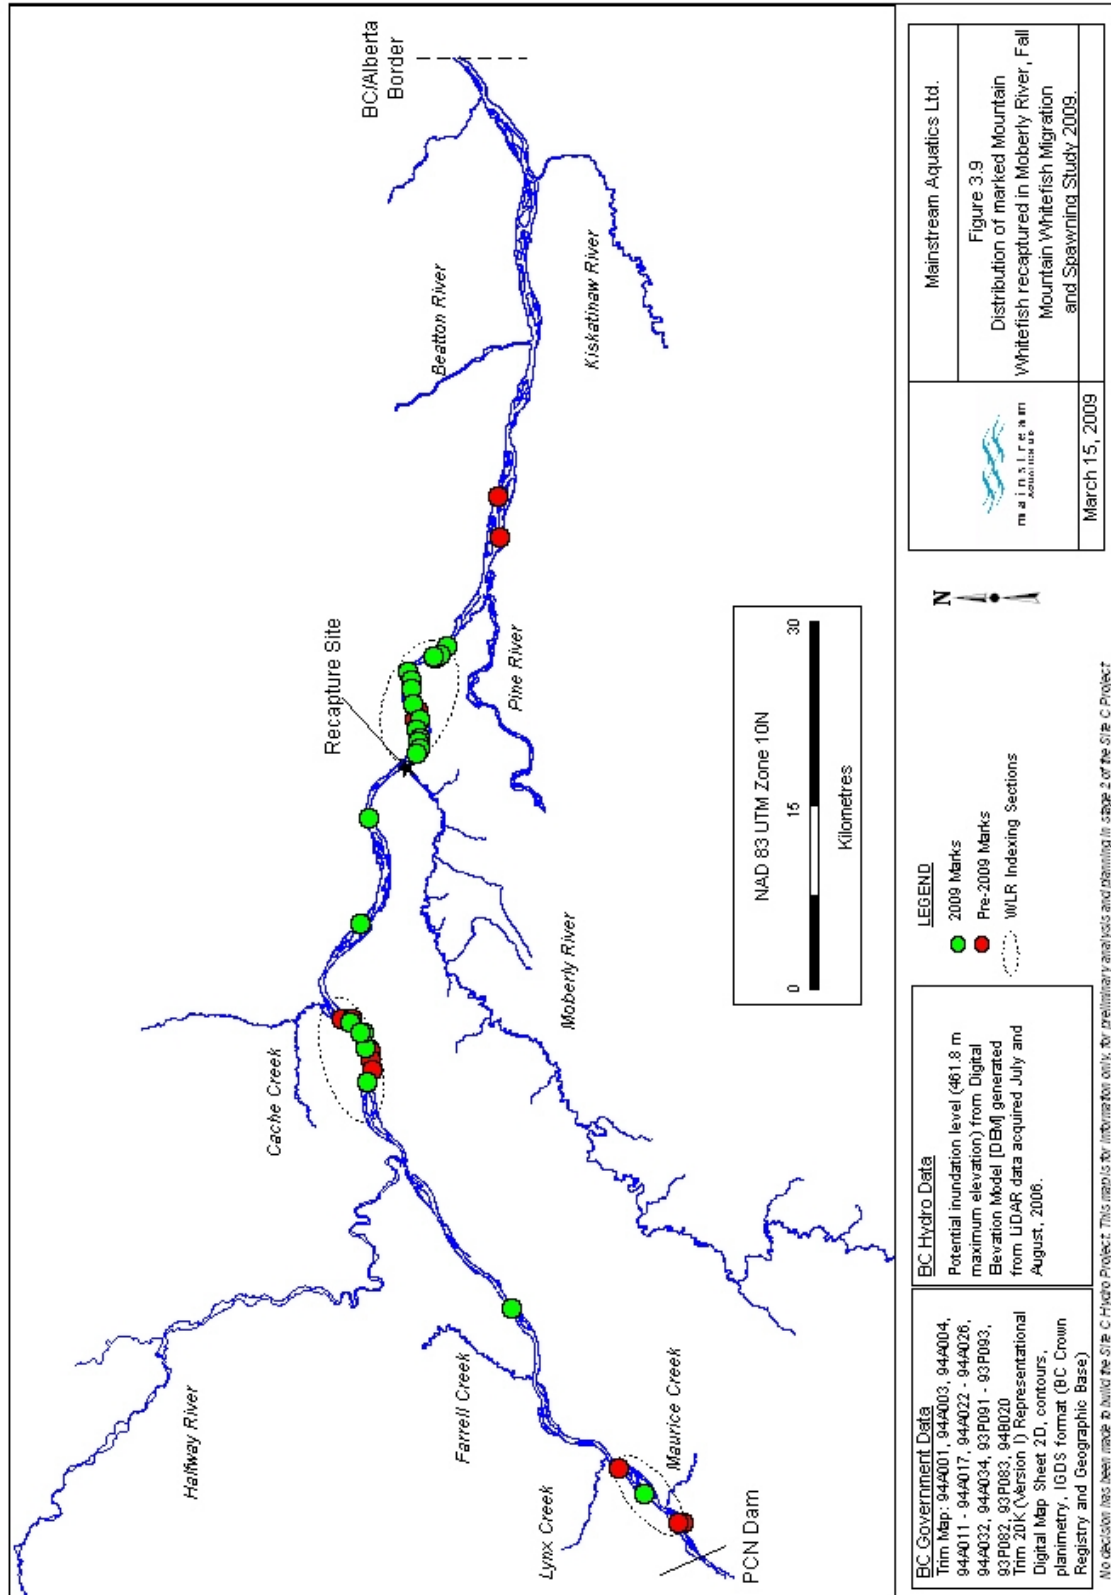 BC/Alberta
Border
Beatton River
Kiskatinaw River
Recapture Site
Pine River
Moberly River
Cache Creek
Halfway River
Farrell Creek
Lynx Creek
Maurice Creek
PCN Dam
NAD 83 UTM Zone 10N
0 15 30
Kilometres
N
LEGEND
2009 Marks
Pre-2009 Marks
WLR Indexing Sections
BC Government Data
Trim Map: 94A001, 94A003, 94A004,
94A011 - 94A017, 94A022 - 94A026,
94A032, 94A034, 93P091 - 93P093,
93P082, 93P083, 94B020
Trim 20K (Version I) Representational
Digital Map Sheet 2D, contours,
planimetry, IGDS format (BC Crown
Registry and Geographic Base)
BC Hydro Data
Potential inundation level (461.8 m
maximum elevation) from Digital
Elevation Model [DEM] generated
from LiDAR data acquired July and
August, 2006.
mainstream
March 15, 2009
Mainstream Aquatics Ltd.
Figure 3.9
Distribution of marked Mountain
Whitefish recaptured in Moberly River, Fall
Mountain Whitefish Migration
and Spawning Study 2009.
No decision has been made to build the Site C Hydro Project. This map is for information only, for preliminary analysis and planning in stage 2 of the Site C Project